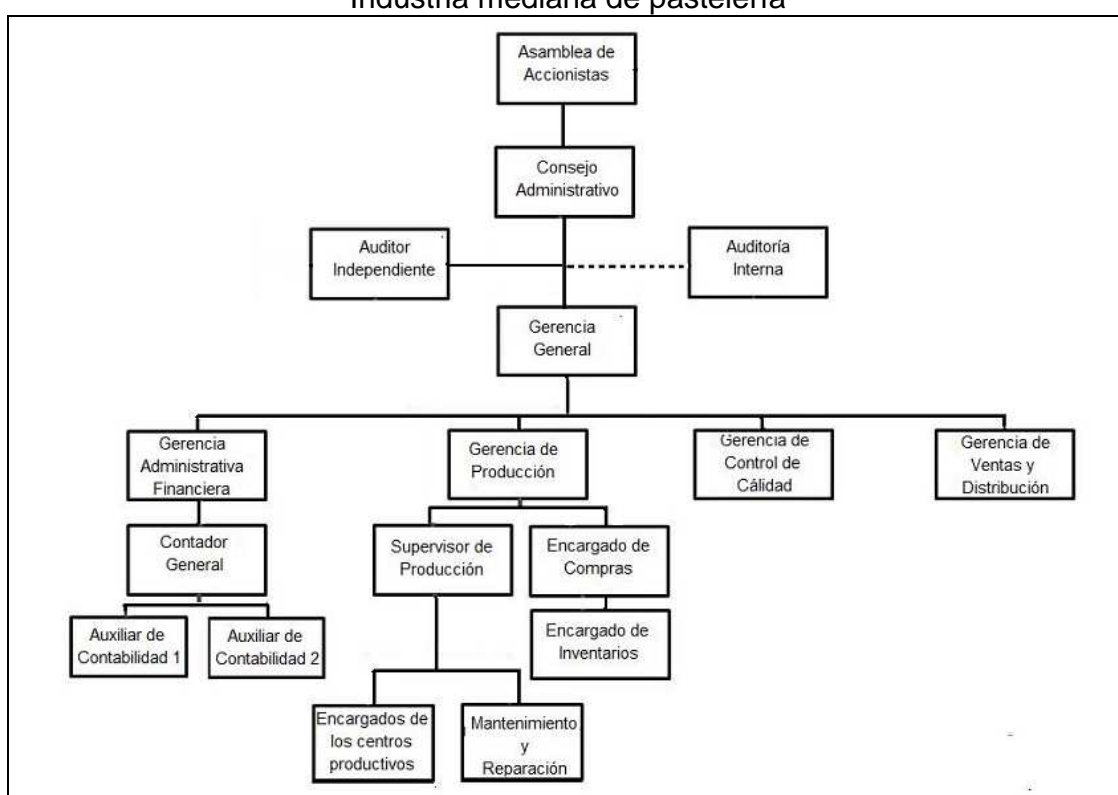 Industria mediana de pastelería
Asamblea de
Accionistas
Consejo
Administrativo
Auditor
Independiente
Auditoría
Interna
Gerencia
General
Gerencia
Administrativa
Financiera
Gerencia de
Producción
Gerencia de
Control de
Cálidad
Gerencia de
Ventas y
Distribución
Contador
General
Supervisor de
Producción
Encargado de
Compras
Auxiliar de
Contabilidad 1
Auxiliar de
Contabilidad 2
Encargado de
Inventarios
Encargados de
los centros
productivos
Mantenimiento
y
Reparación